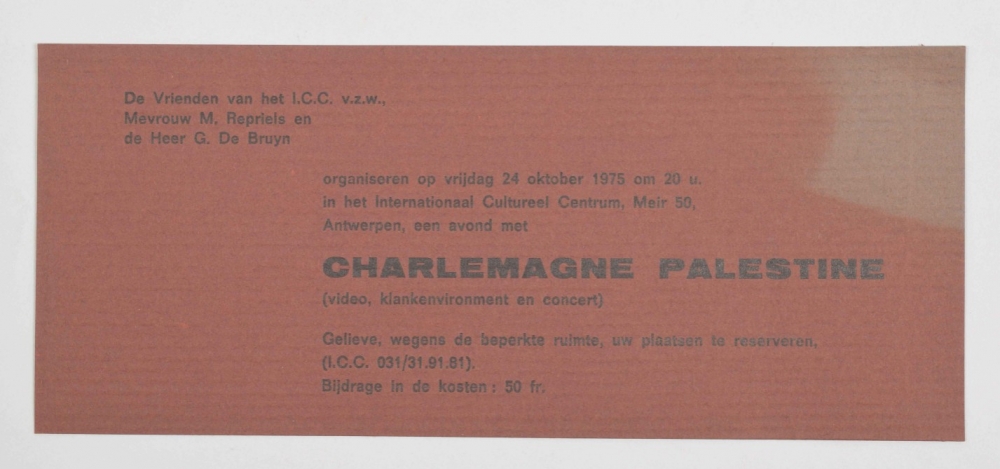 De Vrienden van het I.C.C. v.z.w.,
Mevrouw M. Repriels en
de Heer G. De Bruyn
organiseren op vrijdag 24 oktober 1975 om 20 u.
in het Internationaal Cultureel Centrum, Meir 50,
Antwerpen, een avond met
CHARLEMAGNE PALESTINE
(video, klankenvironment en concert)
Gelieve, wegens de beperkte ruimte, uw plaatsen te reserveren,
(I.C.C. 031/31.91.81).
Bijdrage in de kosten : 50 fr.